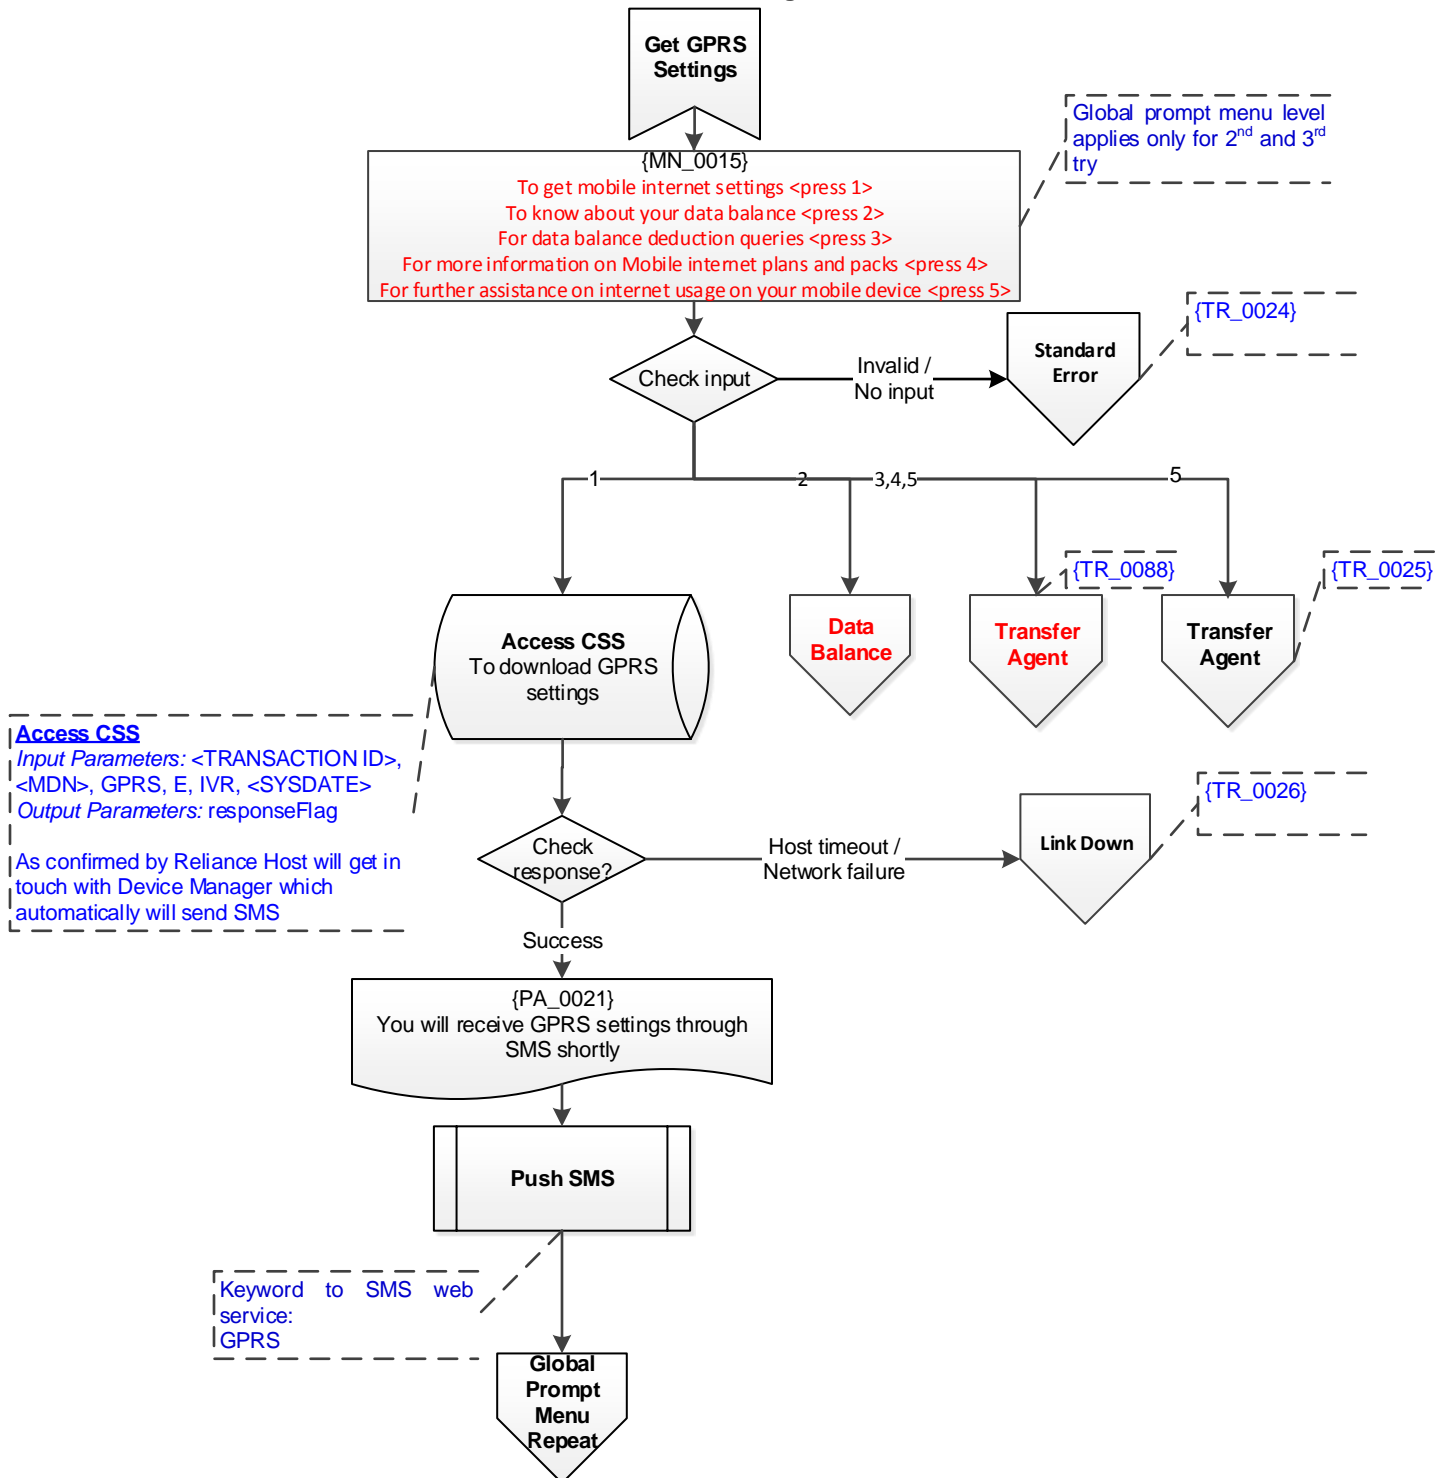 Get GPRS
Settings
Global prompt menu level
applies only for 2nd and 3rd
try
{MN_0015}
To get mobile internet settings <press 1>
To know about your data balance <press 2>
For data balance deduction queries <press 3>
For more information on Mobile internet plans and packs <press 4>
For further assistance on internet usage on your mobile device <press 5>
{TR_0024}
Standard
Error
Check input
Invalid /
No input
1
2
3,4,5
5
{TR_0088}
{TR_0025}
Access CSS
To download GPRS
settings
Data
Balance
Transfer
Agent
Transfer
Agent
Access CSS
Input Parameters: <TRANSACTION ID>,
<MDN>, GPRS, E, IVR, <SYSDATE>
Output Parameters: responseFlag
As confirmed by Reliance Host will get in
touch with Device Manager which
automatically will send SMS
{TR_0026}
Check
response?
Host timeout /
Network failure
Link Down
Success
{PA_0021}
You will receive GPRS settings through
SMS shortly
Push SMS
Keyword to SMS web
service:
GPRS
Global
Prompt
Menu
Repeat